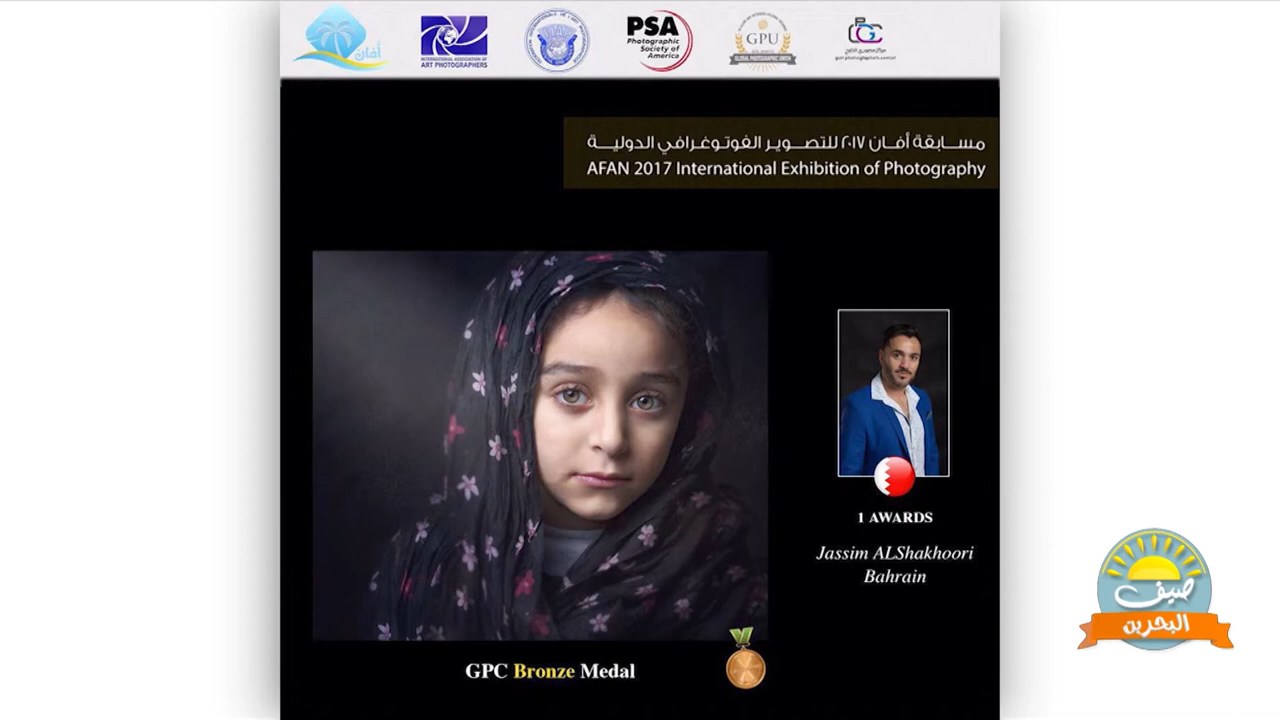 أفان
INTERNATIONAL ASSOCIATION OF
ART PHOTOGRAPHERS
PSA
Photographic
Society of
America
GPU
GLOBAL PHOTOGRAPHIC UNION
مسابقة أفان ٢٠١٧ للتصوير الفوتوغرافي الدولية
AFAN 2017 International Exhibition of Photography
1 AWARDS
Jassim ALShakhoori
Bahrain
GPC Bronze Medal
صيف
البحرين